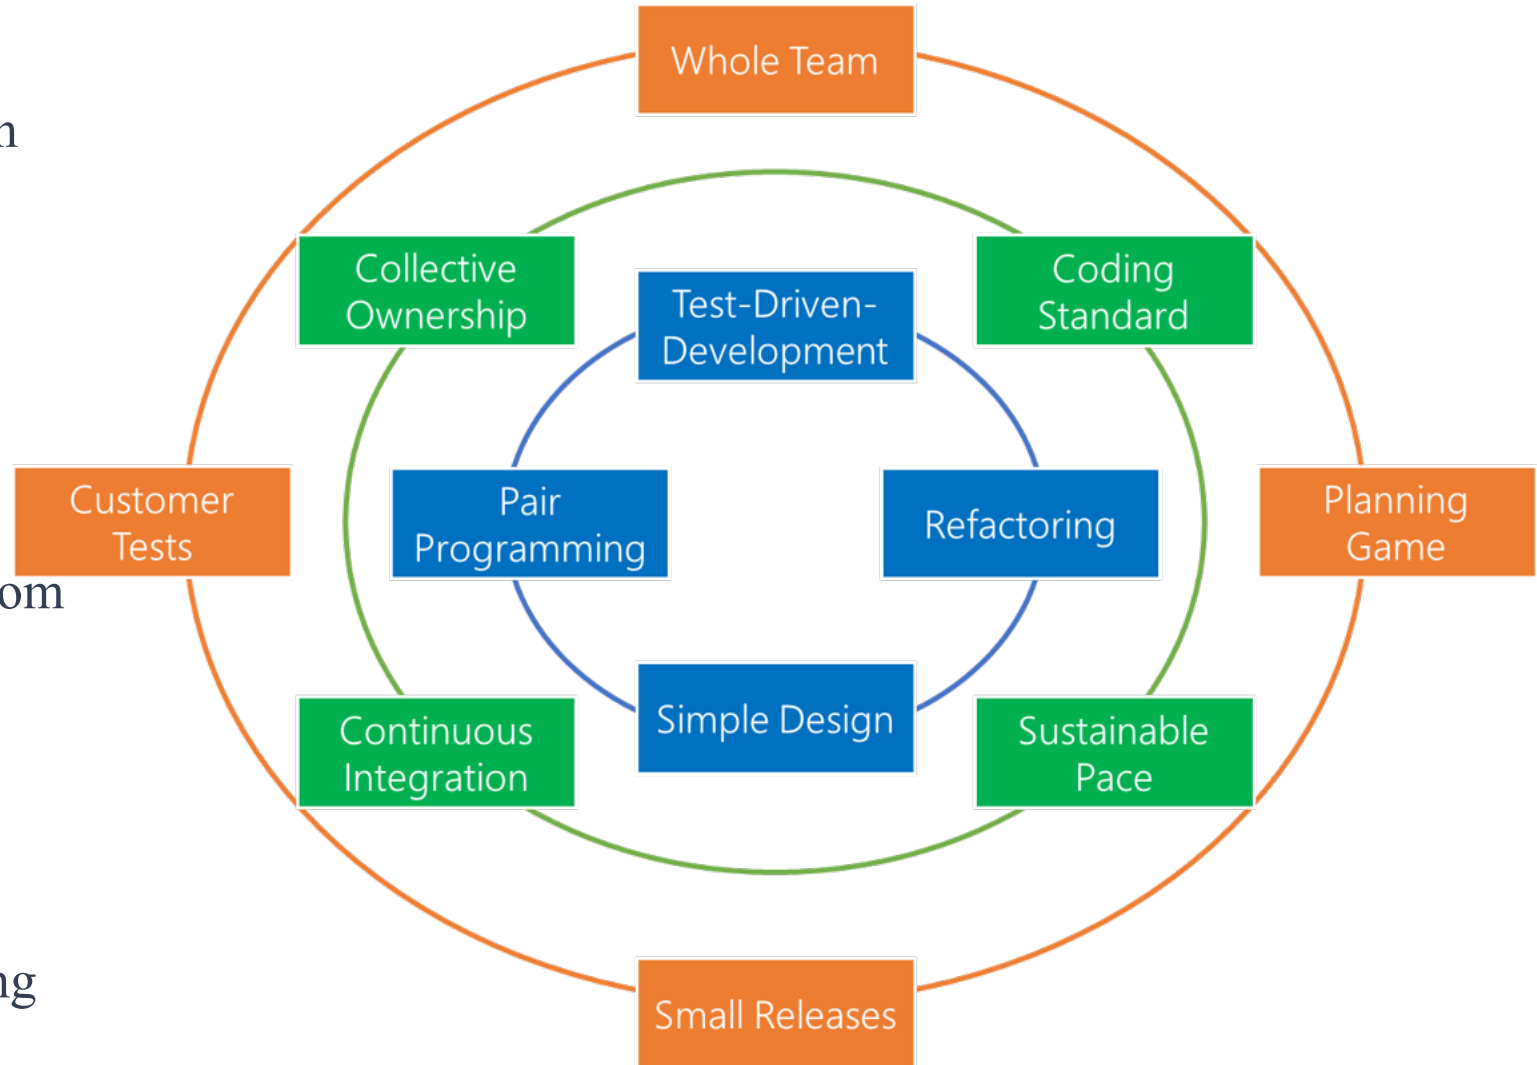 Whole Team
Collective
Ownership
Coding
Standard
Test-Driven-
Development
Customer
Tests
Pair
Programming
Refactoring
Planning
Game
Continuous
Integration
Simple Design
Sustainable
Pace
Small Releases